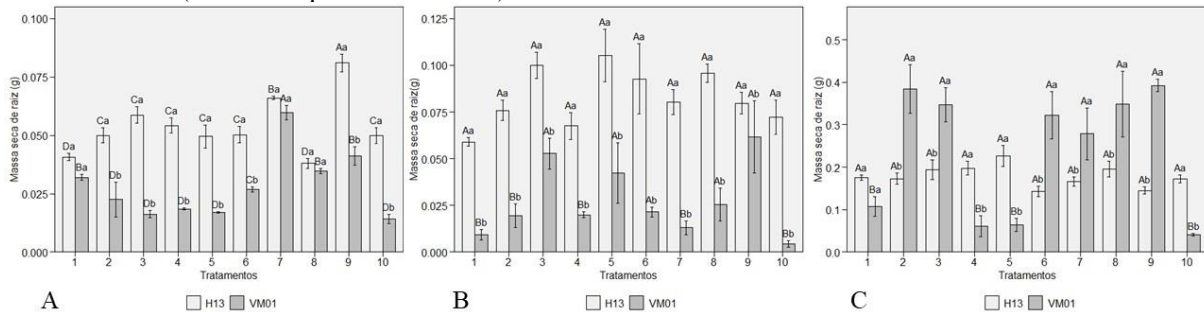 0.100
0.075
0.050
0.025
0.000
Massa seca de raiz (g)
Da Ba
Ca Db
Ca Db
Ca Db
Ca Db
Ca Cb
Ba Aa
Da Ba
Aa Bb
Ca Db
1 2 3 4 5 6 7 8 9 10
Tratamentos
A
H13 VM01
0.125
0.100
0.075
0.050
0.025
0.000
Massa seca de raiz(g)
Aa Bb
Aa Bb
Aa Ab
Aa Bb
Aa Ab
Aa Bb
Aa Bb
Aa Bb
Aa Ab
Aa Bb
1 2 3 4 5 6 7 8 9 10
Tratamentos
B
H13 VM01
0.5
0.4
0.3
0.2
0.1
0.0
Massa seca de raiz (g)
Aa Ba
Ab Aa
Ab Aa
Aa Bb
Aa Bb
Ab Aa
Ab Aa
Ab Aa
Ab Aa
Aa Bb
1 2 3 4 5 6 7 8 9 10
Tratamentos
C
H13 VM01